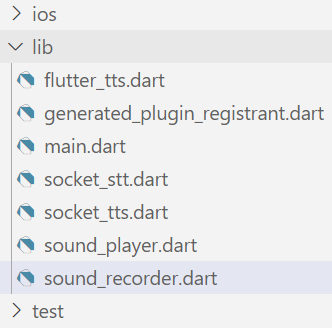 ios
lib
flutter_tts.dart
generated_plugin_registrant.dart
main.dart
socket_stt.dart
socket_tts.dart
sound_player.dart
sound_recorder.dart
test